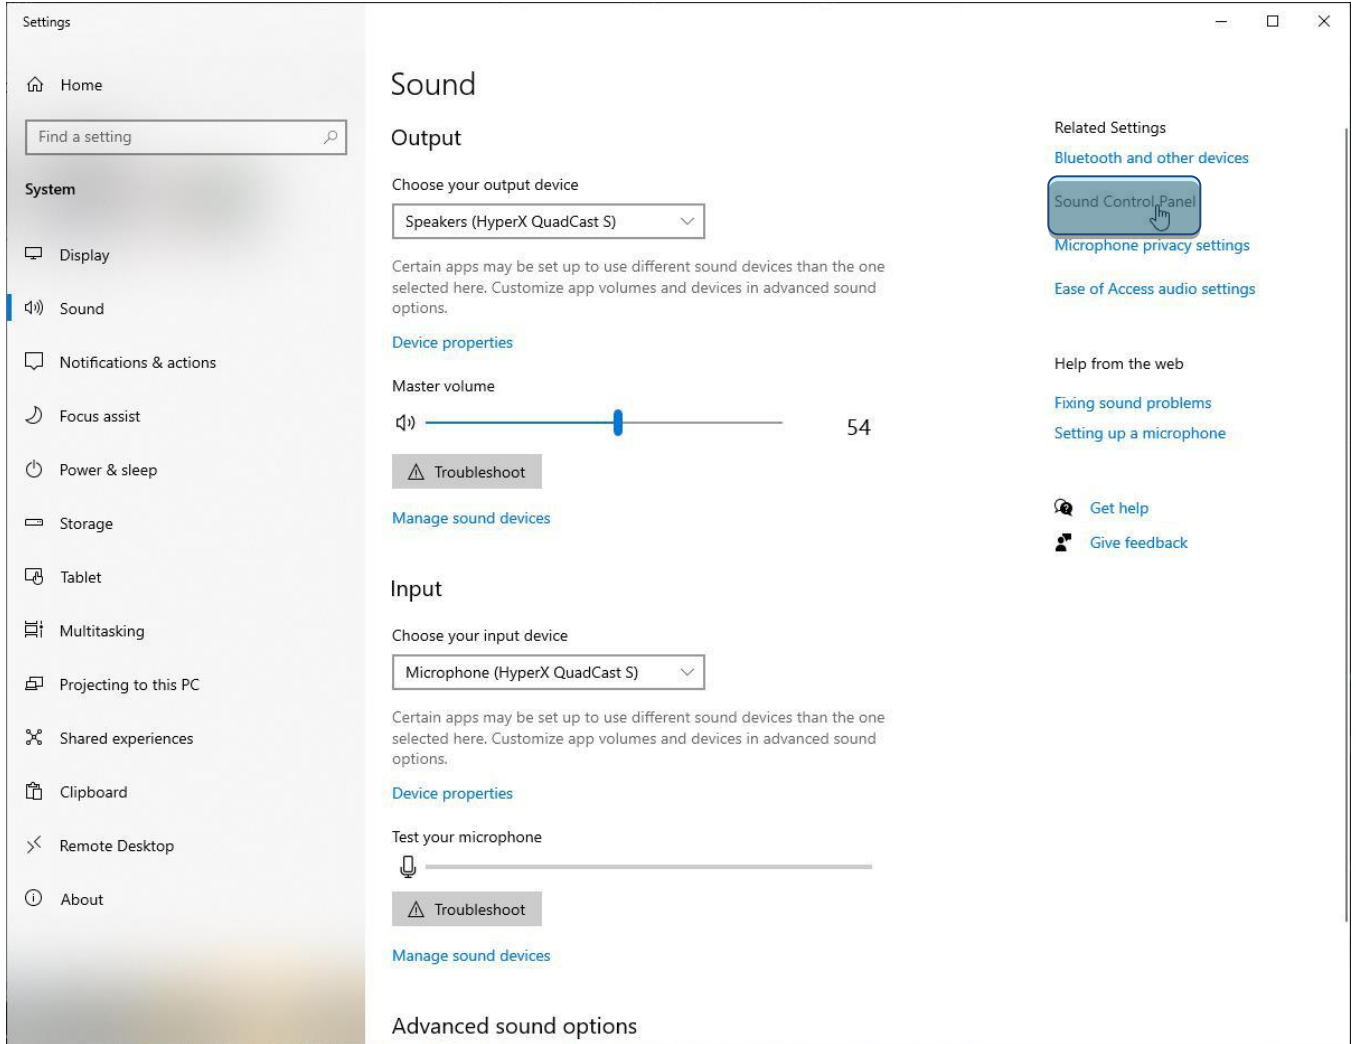 Settings
Home
Find a setting
System
Display
Sound
Notifications & actions
Focus assist
Power & sleep
Storage
Tablet
Multitasking
Projecting to this PC
Shared experiences
Clipboard
Remote Desktop
About
Sound
Output
Choose your output device
Speakers (HyperX QuadCast S)
Certain apps may be set up to use different sound devices than the one
selected here. Customize app volumes and devices in advanced sound
options.
Device properties
Master volume
54
Troubleshoot
Manage sound devices
Input
Choose your input device
Microphone (HyperX QuadCast S)
Certain apps may be set up to use different sound devices than the one
selected here. Customize app volumes and devices in advanced sound
options.
Device properties
Test your microphone
Troubleshoot
Manage sound devices
Advanced sound options
Related Settings
Bluetooth and other devices
Sound Control Panel
Microphone privacy settings
Ease of Access audio settings
Help from the web
Fixing sound problems
Setting up a microphone
Get help
Give feedback